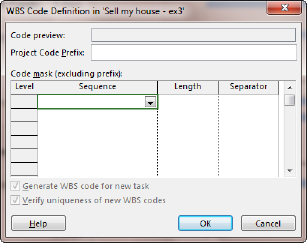 WBS Code Definition in 'Sell my house - ex3'
Code preview:
Project Code Prefix:
Code mask (excluding prefix):
Level Sequence Length Separator
Generate WBS code for new task
Verify uniqueness of new WBS codes
Help OK Cancel